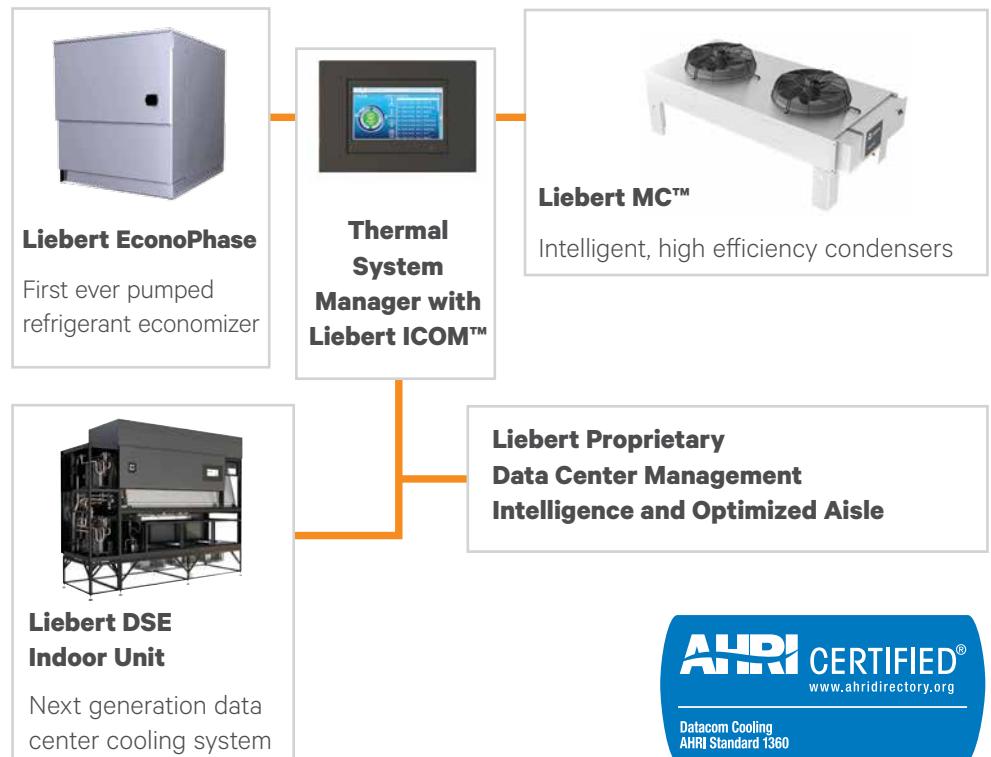 Liebert EconoPhase
First ever pumped
refrigerant economizer
Thermal
System
Manager with
Liebert ICOM™
Liebert MC™
Intelligent, high efficiency condensers
Liebert DSE
Indoor Unit
Next generation data
center cooling system
Liebert Proprietary
Data Center Management
Intelligence and Optimized Aisle
AHRI CERTIFIED®
www.ahridirectory.org
Datacom Cooling
AHRI Standard 1360